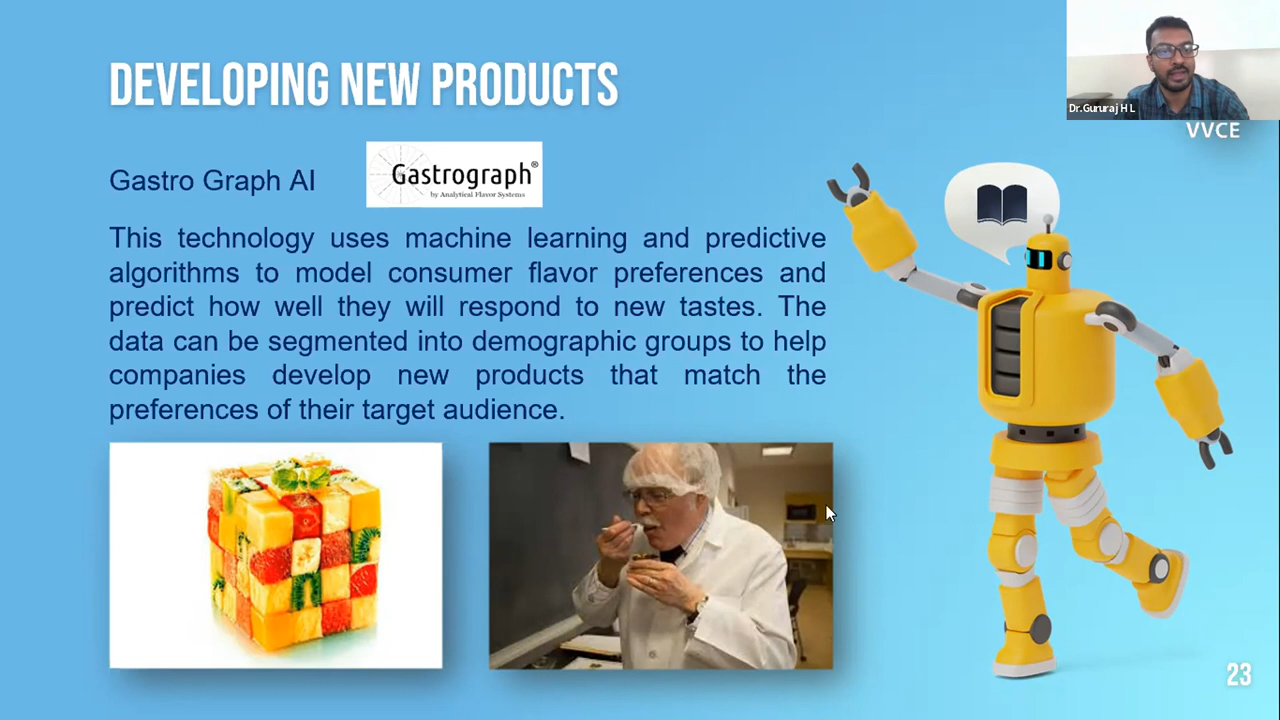 DEVELOPING NEW PRODUCTS
Dr.Gururaj H L
VVCE
Gastro Graph AI
Gastrograph®
by Analytical Flavor Systems
This technology uses machine learning and predictive
algorithms to model consumer flavor preferences and
predict how well they will respond to new tastes. The
data can be segmented into demographic groups to help
companies develop new products that match the
preferences of their target audience.
23